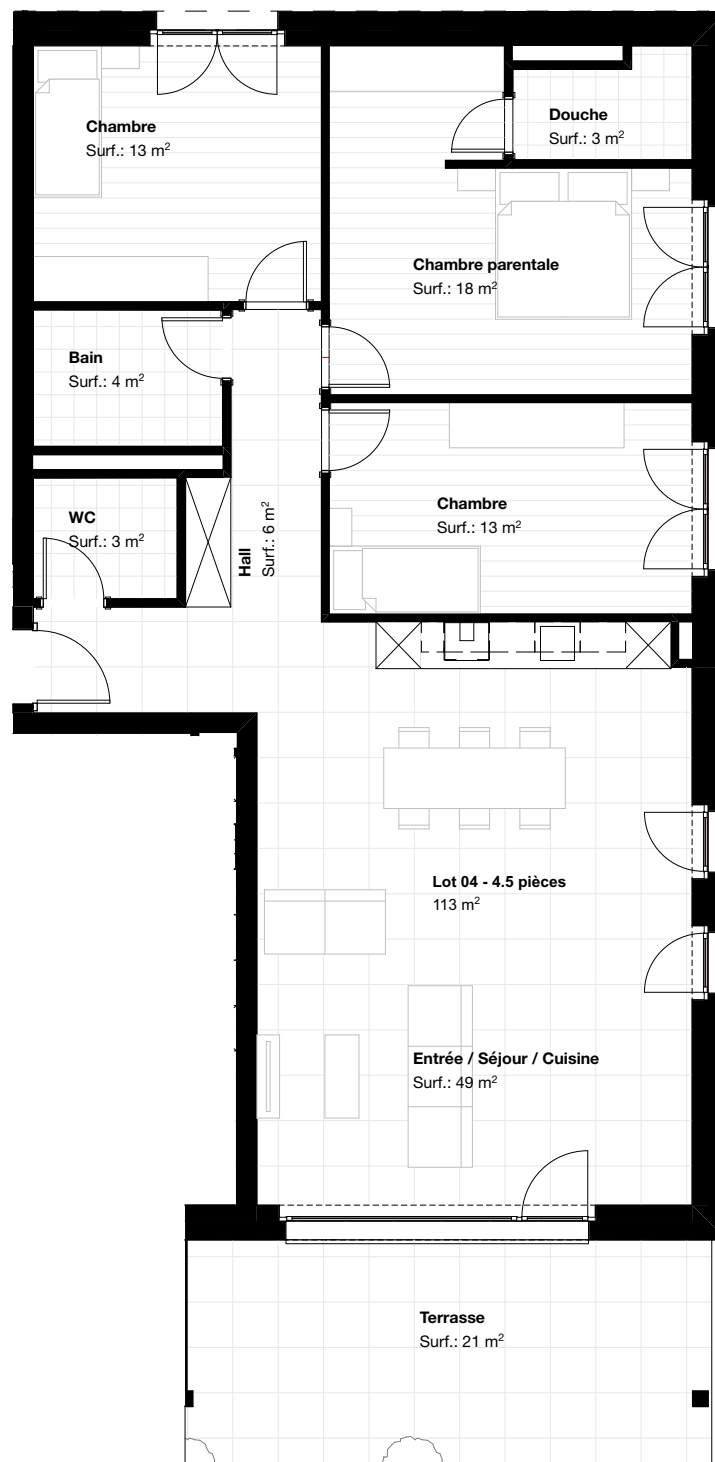 Chambre
Surf.: 13 m²
Douche
Surf.: 3 m²
Chambre parentale
Surf.: 18 m²
Bain
Surf.: 4 m²
WC
Surf.: 3 m²
Hall
Surf.: 6 m²
Chambre
Surf.: 13 m²
Lot 04 - 4.5 pièces
113 m²
Entrée / Séjour / Cuisine
Surf.: 49 m²
Terrasse
Surf.: 21 m²